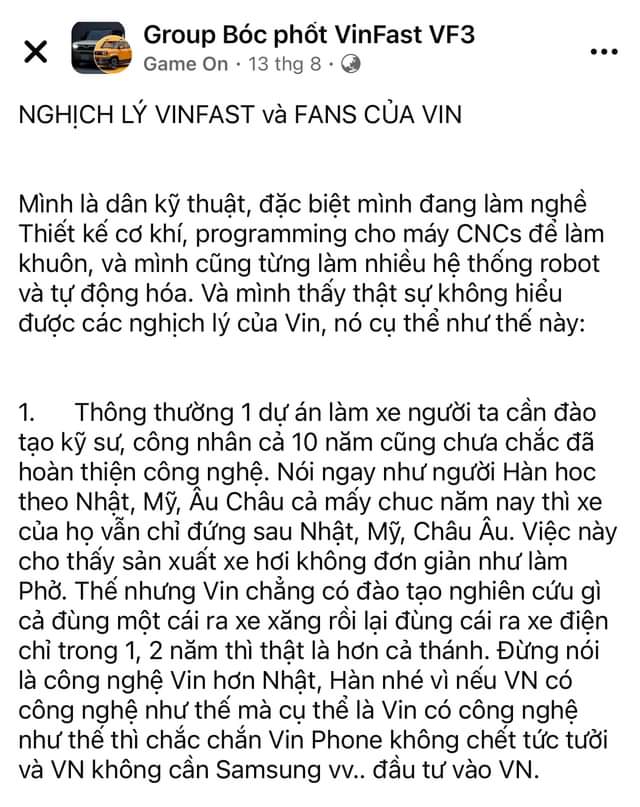 Group Bóc phốt VinFast VF3
Game On · 13 thg 8 ·
NGHỊCH LÝ VINFAST và FANS CỦA VIN
Mình là dân kỹ thuật, đặc biệt mình đang làm nghề
Thiết kế cơ khí, programming cho máy CNCs để làm
khuôn, và mình cũng từng làm nhiều hệ thống robot
và tự động hóa. Và mình thấy thật sự không hiểu
được các nghịch lý của Vin, nó cụ thể như thế này:
1. Thông thường 1 dự án làm xe người ta cần đào
tạo kỹ sư, công nhân cả 10 năm cũng chưa chắc đã
hoàn thiện công nghệ. Nói ngay như người Hàn hoc
theo Nhật, Mỹ, Âu Châu cả mấy chuc năm nay thì xe
của họ vẫn chỉ đứng sau Nhật, Mỹ, Châu Âu. Việc này
cho thấy sản xuất xe hơi không đơn giản như làm
Phở. Thế nhưng Vin chẳng có đào tạo nghiên cứu gì
cả đùng một cái ra xe xăng rồi lại đùng cái ra xe điện
chỉ trong 1, 2 năm thì thật là hơn cả thánh. Đừng nói
là công nghệ Vin hơn Nhật, Hàn nhé vì nếu VN có
công nghệ như thế mà cụ thể là Vin có công nghệ
như thế thì chắc chắn Vin Phone không chết tức tưởi
và VN không cần Samsung vv.. đầu tư vào VN.